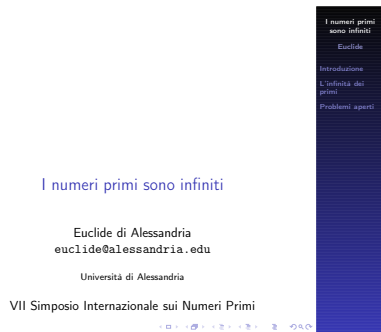 I numeri primi sono infiniti
Euclide di Alessandria
euclide@alessandria.edu
Università di Alessandria
VII Simposio Internazionale sui Numeri Primi
I numeri primi
sono infiniti
Euclide
Introduzione
L'infinità dei
primi
Problemi aperti